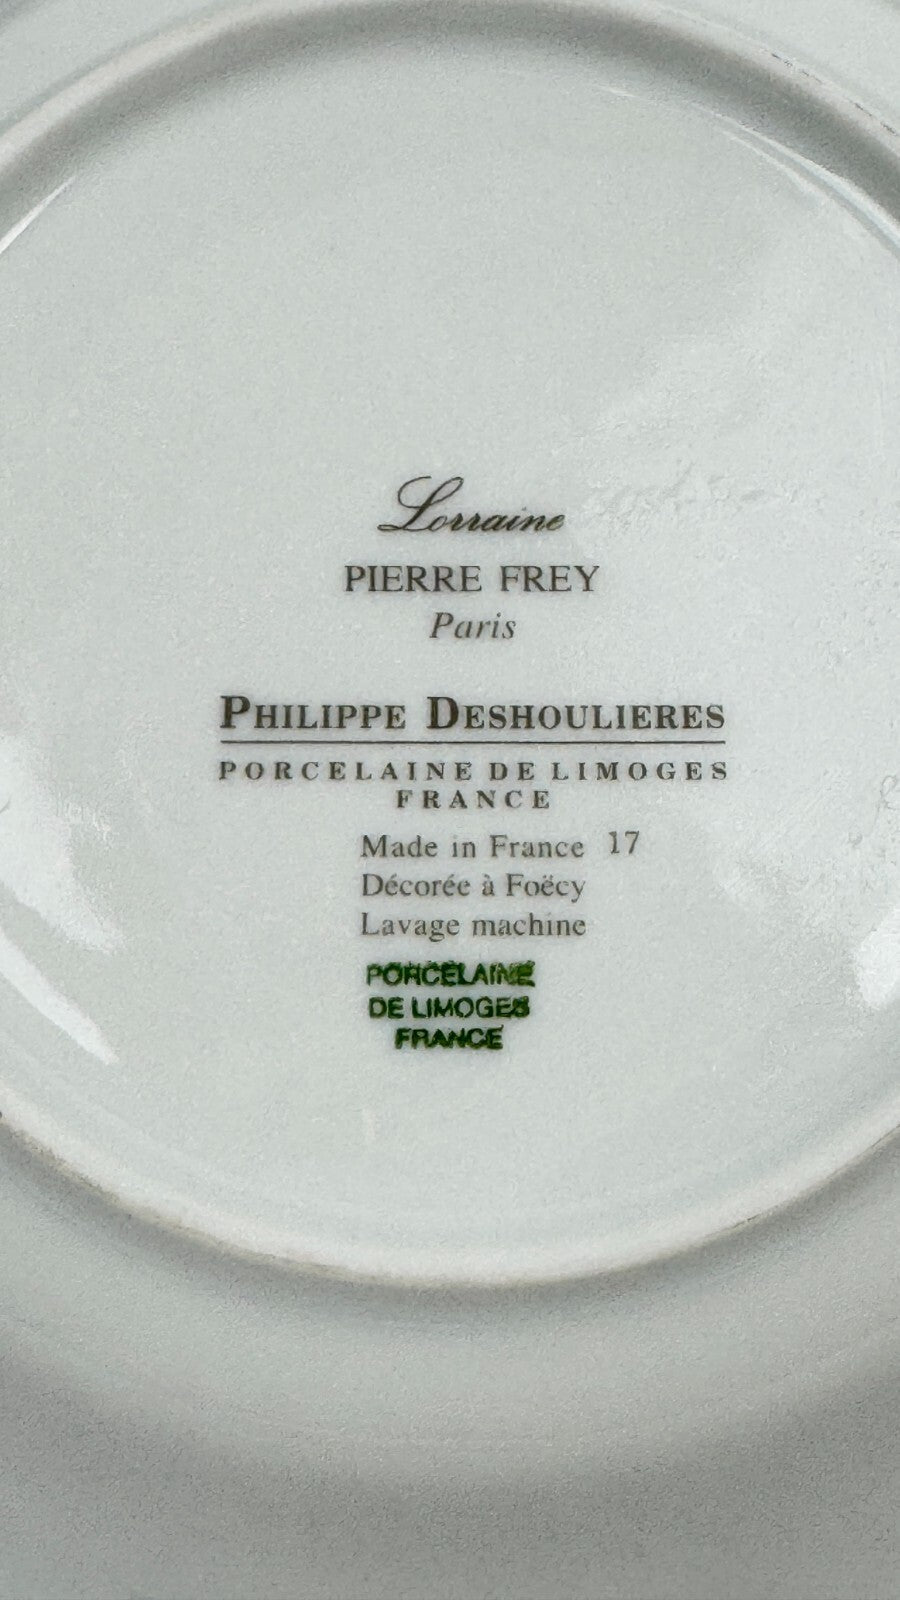 Lorraine
PIERRE FREY
Paris
PHILIPPE DESHOULIERES
PORCELAINE DE LIMOGES
FRANCE
Made in France 17
Décorée à Foëcy
Lavage machine
PORCELAINE
DE LIMOGES
FRANCE